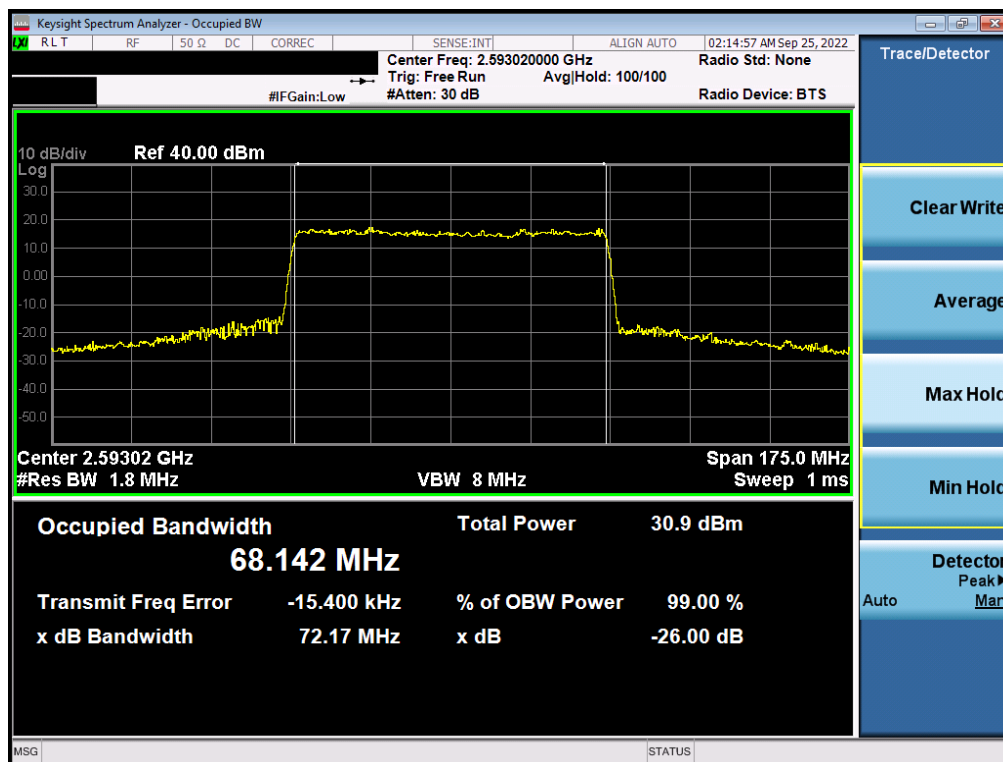 Keysight Spectrum Analyzer - Occupied BW
LXI RLT RF 50 Ω DC CORREC SENSE:INT ALIGN AUTO 02:14:57 AM Sep 25, 2022
Center Freq: 2.593020000 GHz Radio Std: None
Trig: Free Run Avg|Hold: 100/100
#IFGain:Low #Atten: 30 dB Radio Device: BTS
10 dB/div Ref 40.00 dBm
Log
30.0
20.0
10.0
0.00
-10.0
-20.0
-30.0
-40.0
-50.0
Center 2.59302 GHz Span 175.0 MHz
#Res BW 1.8 MHz VBW 8 MHz Sweep 1 ms
Occupied Bandwidth Total Power 30.9 dBm
68.142 MHz
Transmit Freq Error -15.400 kHz % of OBW Power 99.00 %
x dB Bandwidth 72.17 MHz x dB -26.00 dB
MSG STATUS
Trace/Detector
Clear Write
Average
Max Hold
Min Hold
Detector
Peak▶
Auto Man